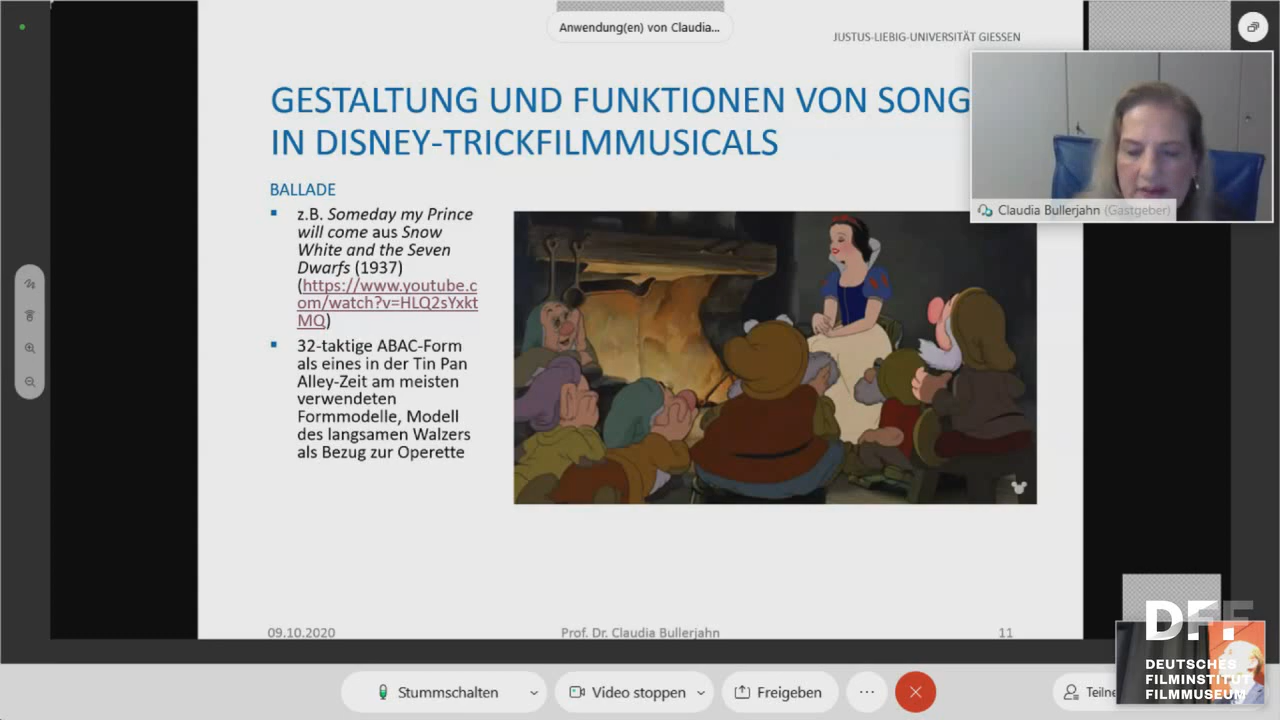 Anwendung(en) von Claudia...
JUSTUS-LIEBIG-UNIVERSITÄT GIESSEN
GESTALTUNG UND FUNKTIONEN VON SONG
IN DISNEY-TRICKFILMMUSICALS
BALLADE
z.B. Someday my Prince
will come aus Snow
White and the Seven
Dwarfs (1937)
(https://www.youtube.c
om/watch?v=HLQ2sYxkt
MQ)
32-taktige ABAC-Form
als eines in der Tin Pan
Alley-Zeit am meisten
verwendeten
Formmodelle, Modell
des langsamen Walzers
als Bezug zur Operette
Claudia Bullerjahn (Gastgeber)
09.10.2020
Prof. Dr. Claudia Bullerjahn
11
Stummschalten
Video stoppen
Freigeben
Teilne
DFF
DEUTSCHES
FILMINSTITUT
FILMMUSEUM